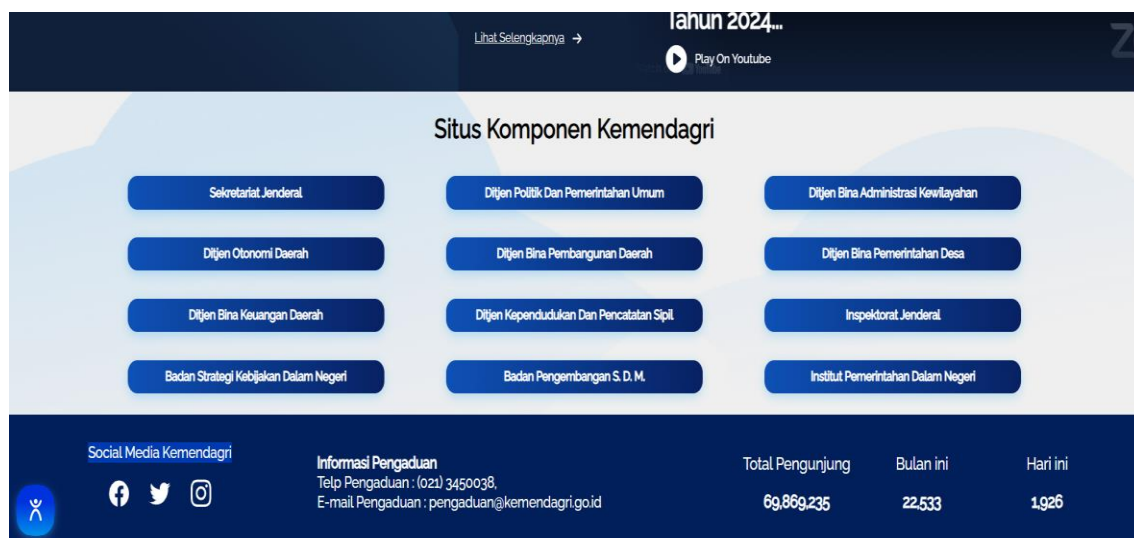 Tahun 2024...
Lihat Selengkapnya →
Play On Youtube
Z
Situs Komponen Kemendagri
Sekretariat Jenderal
Ditjen Politik Dan Pemerintahan Umum
Ditjen Bina Administrasi Kewilayahan
Ditjen Otonomi Daerah
Ditjen Bina Pembangunan Daerah
Ditjen Bina Pemerintahan Desa
Ditjen Bina Keuangan Daerah
Ditjen Kependudukan Dan Pencatatan Sipil
Inspektorat Jenderal
Badan Strategi Kebijakan Dalam Negeri
Badan Pengembangan S. D. M.
Institut Pemerintahan Dalam Negeri
Social Media Kemendagri
Informasi Pengaduan
Telp Pengaduan : (021) 3450038,
E-mail Pengaduan : pengaduan@kemendagri.go.id
Total Pengunjung
69,869,235
Bulan ini
22,533
Hari ini
1,926